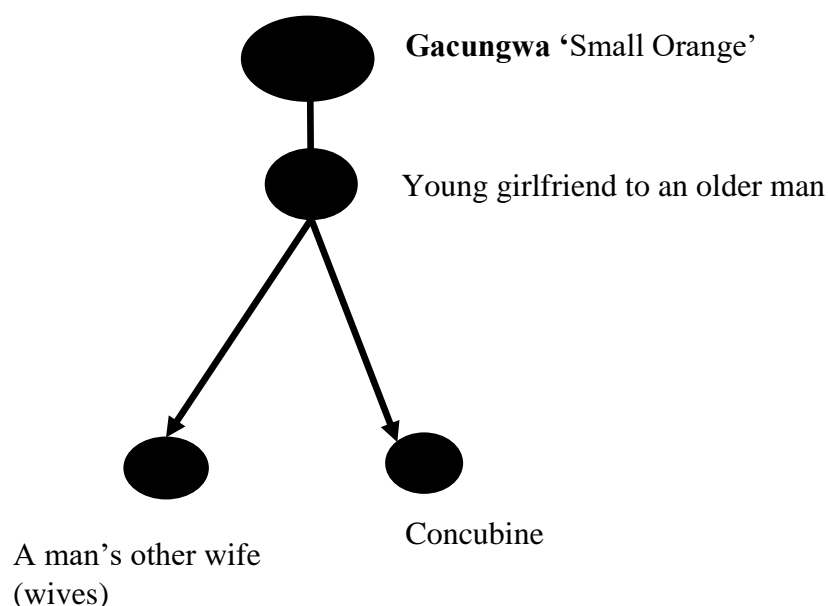 Gacungwa ‘Small Orange’
Young girlfriend to an older man
Concubine
A man’s other wife
(wives)